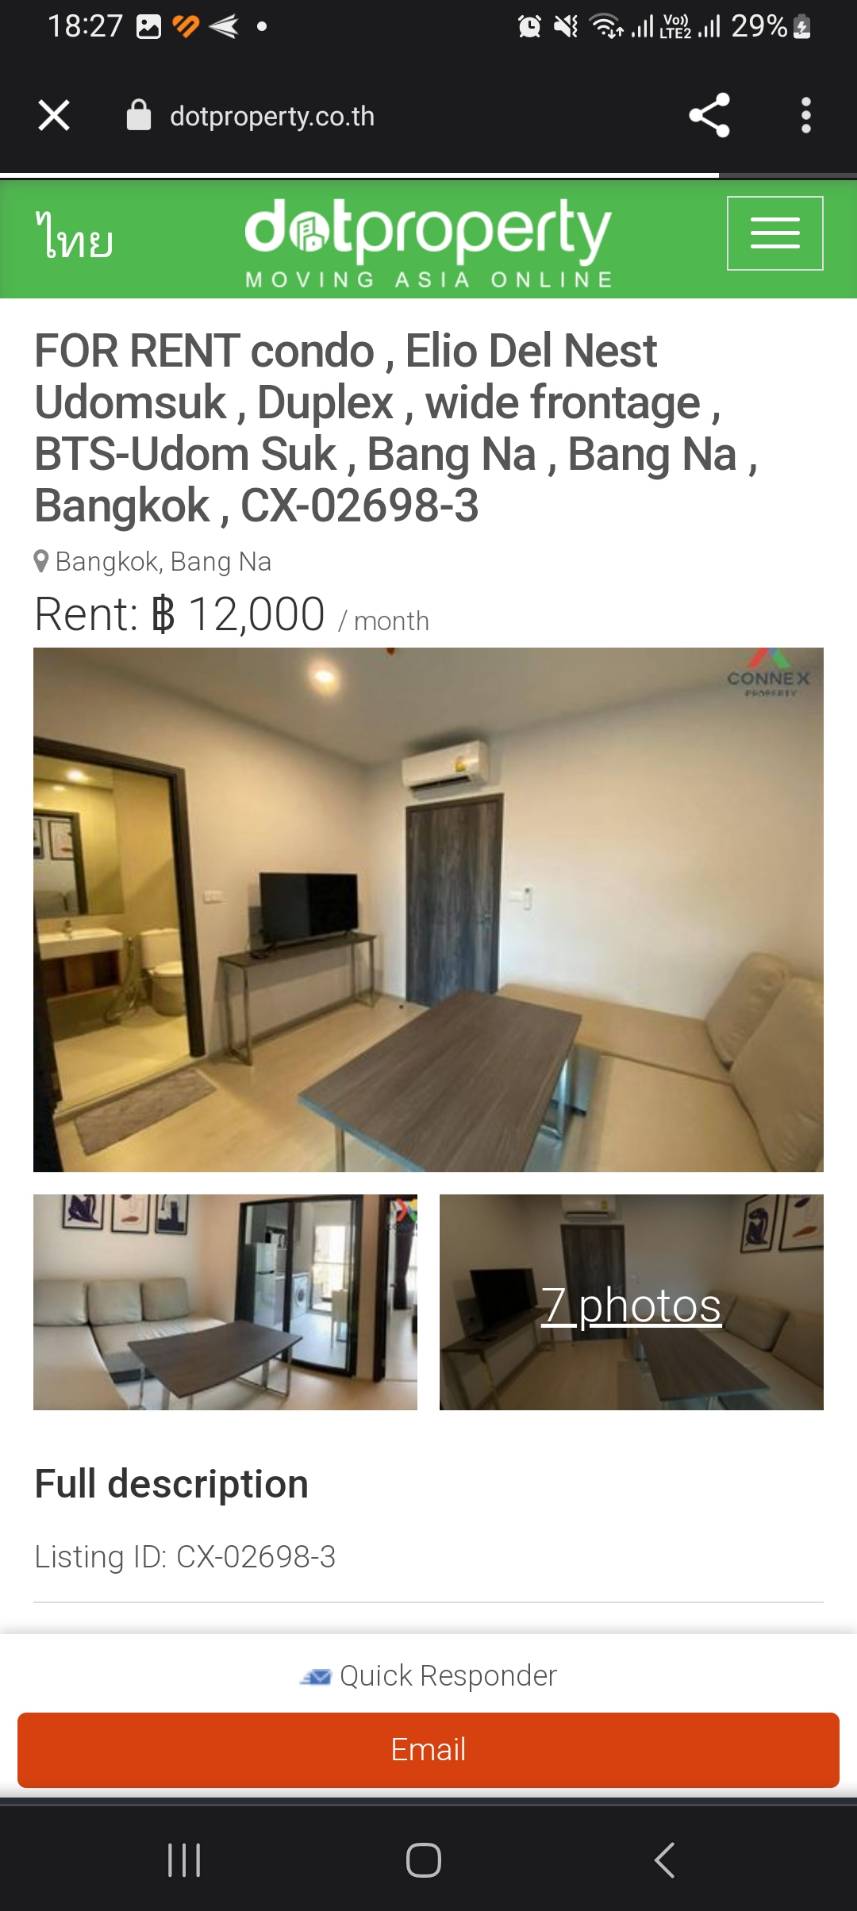 18:27
Vo))
LTE2
29%
dotproperty.co.th
ไทย
dotproperty
MOVING ASIA ONLINE
FOR RENT condo , Elio Del Nest
Udomsuk , Duplex , wide frontage ,
BTS-Udom Suk , Bang Na , Bang Na ,
Bangkok , CX-02698-3
Bangkok, Bang Na
Rent: ฿ 12,000 / month
CONNEX
PROPERTY
7 photos
Full description
Listing ID: CX-02698-3
Quick Responder
Email